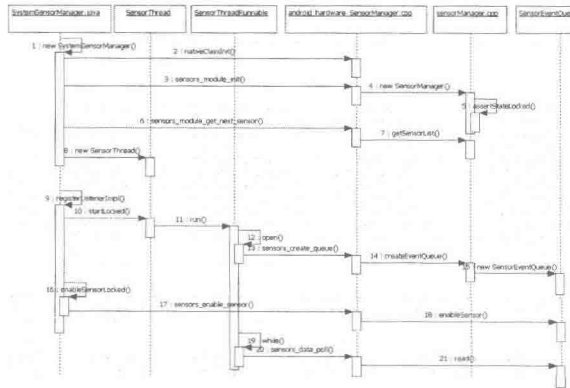 SystemSensorManager.java
SensorThread
SensorThreadRunnable
android_hardware_SensorManager.cpp
sensorManager.cpp
SensorEventQueue
1 : new SystemSensorManager()
2 : nativeClassInit()
3 : sensors_module_init()
4 : new SensorManager()
5 : assertStateLocked()
6 : sensors_module_get_next_sensor()
7 : getSensorList()
8 : new SensorThread()
9 : registerListenerImpl()
10 : startLocked()
11 : run()
12 : open()
13 : sensors_create_queue()
14 : createEventQueue()
15 : new SensorEventQueue()
16 : enableSensorLocked()
17 : sensors_enable_sensor()
18 : enableSensor()
19 : while()
20 : sensors_data_poll()
21 : read()